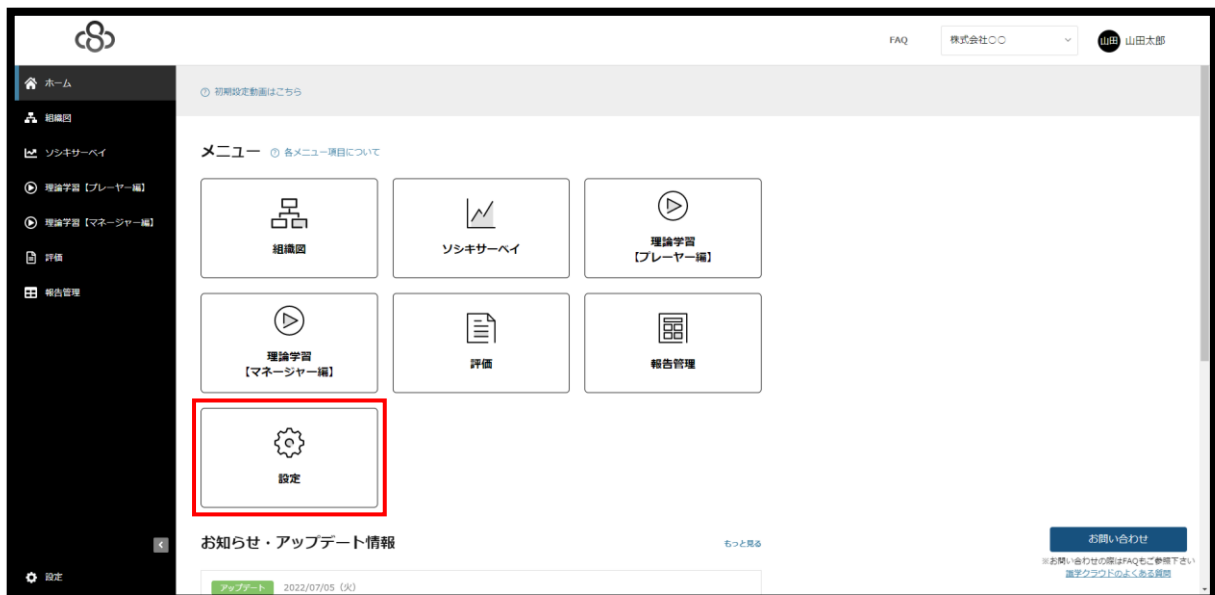 FAQ
株式会社〇〇
山田
山田太郎
ホーム
組織図
ソシキサーベイ
理論学習【プレーヤー編】
理論学習【マネージャー編】
評価
報告管理
設定
初期設定動画はこちら
メニュー
各メニュー項目について
組織図
ソシキサーベイ
理論学習
【プレーヤー編】
理論学習
【マネージャー編】
評価
報告管理
設定
お知らせ・アップデート情報
もっと見る
アップデート
2022/07/05（火）
お問い合わせ
※お問い合わせの際はFAQもご参照下さい
識学クラウドのよくある質問